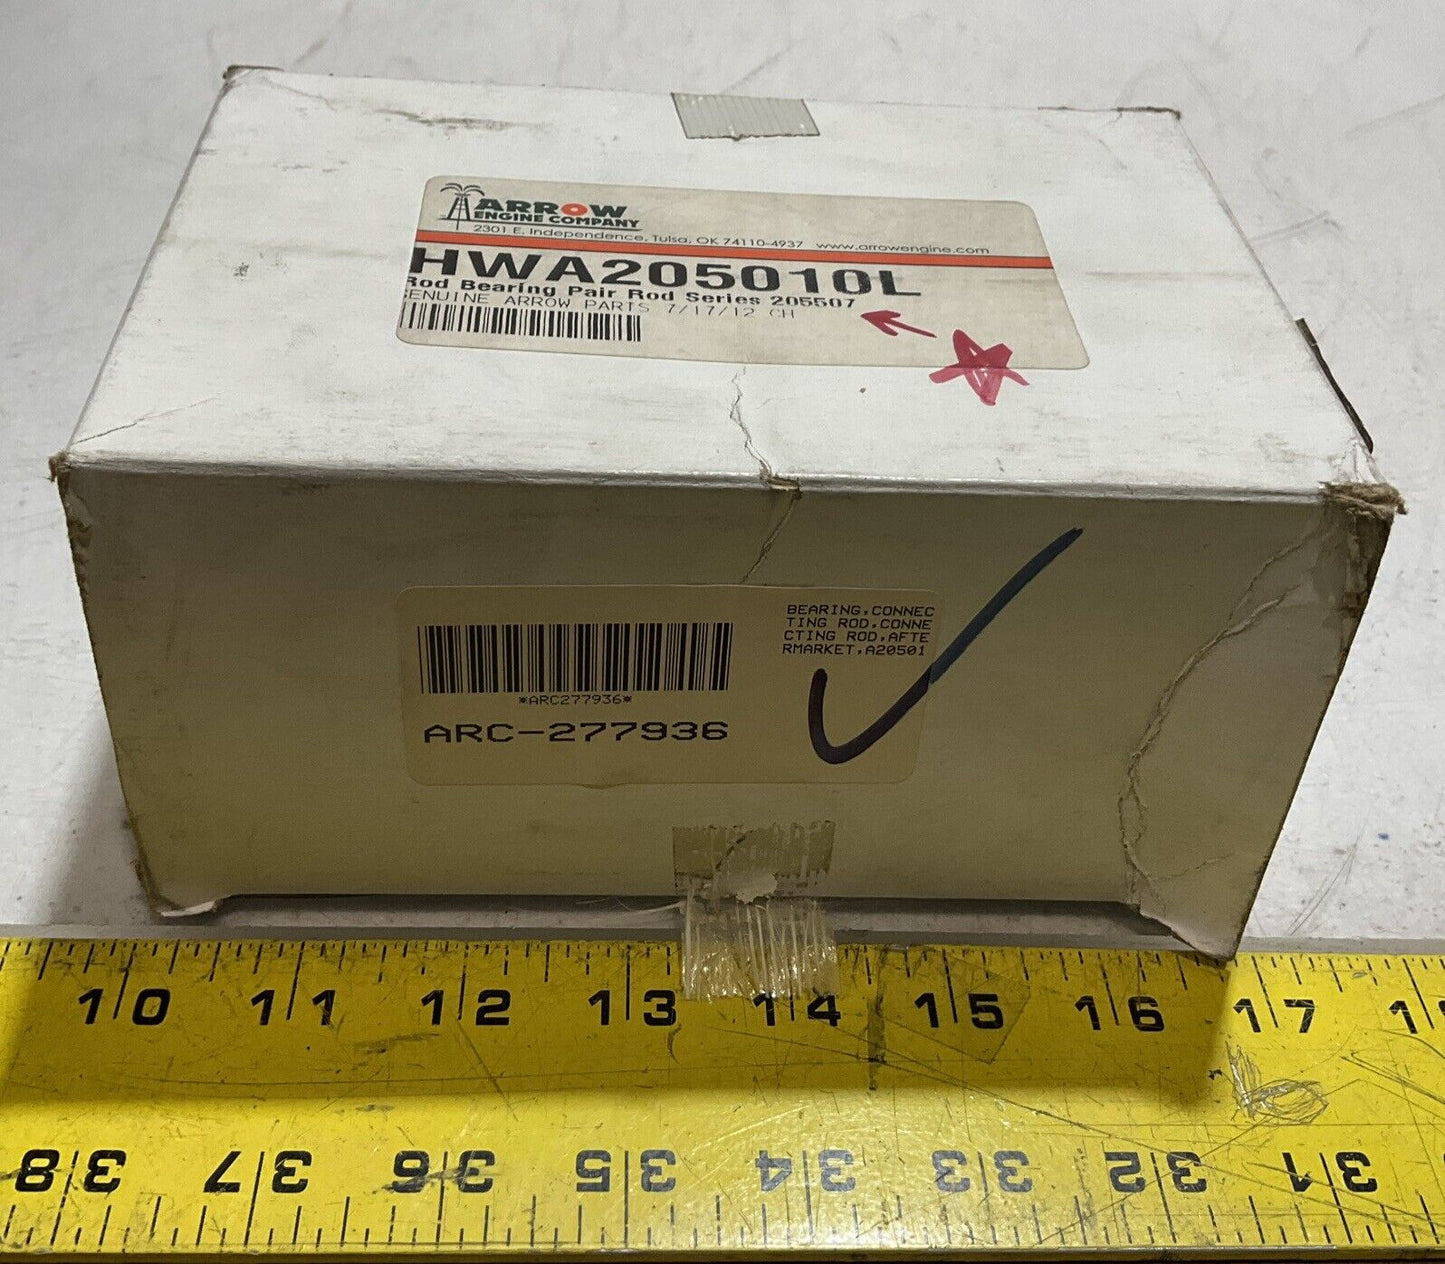 ARROW
ENGINE COMPANY
2301 E. Independence, Tulsa, OK 74110-4937 www.arrowengine.com
HWA205010L
Rod Bearing Pair Rod Series 205507
GENUINE ARROW PARTS 7/17/12 CH
BEARING,CONNEC
TING ROD,CONNE
CTING ROD,AFTE
RMARKET,A20501
*ARC277936*
ARC-277936
10 11 12 13 14 15 16 17
38 37 36 35 34 33 32 31